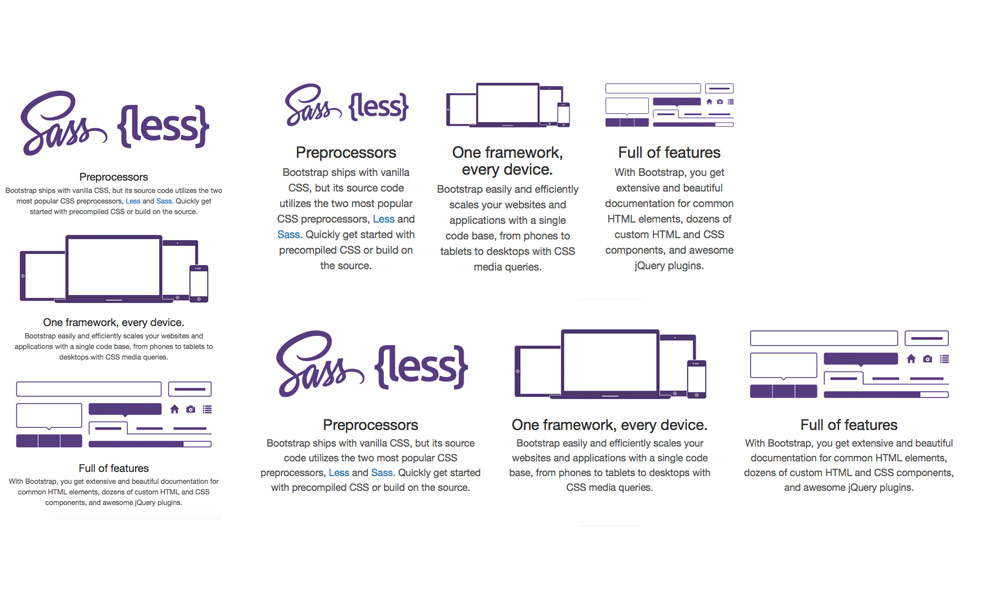 Sass {less}
Preprocessors
Bootstrap ships with vanilla CSS, but its source code utilizes the two
most popular CSS preprocessors, Less and Sass. Quickly get
started with precompiled CSS or build on the source.
One framework, every device.
Bootstrap easily and efficiently scales your websites and
applications with a single code base, from phones to tablets to
desktops with CSS media queries.
Full of features
With Bootstrap, you get extensive and beautiful documentation for
common HTML elements, dozens of custom HTML and CSS
components, and awesome jQuery plugins.
Sass {less}
Preprocessors
Bootstrap ships with vanilla
CSS, but its source code
utilizes the two most popular
CSS preprocessors, Less and
Sass. Quickly get started with
precompiled CSS or build on
the source.
One framework,
every device.
Bootstrap easily and efficiently
scales your websites and
applications with a single
code base, from phones to
tablets to desktops with CSS
media queries.
Full of features
With Bootstrap, you get
extensive and beautiful
documentation for common
HTML elements, dozens of
custom HTML and CSS
components, and awesome
jQuery plugins.
Sass {less}
Preprocessors
Bootstrap ships with vanilla CSS, but its source
code utilizes the two most popular CSS
preprocessors, Less and Sass. Quickly get started
with precompiled CSS or build on the source.
One framework, every device.
Bootstrap easily and efficiently scales your
websites and applications with a single code
base, from phones to tablets to desktops with
CSS media queries.
Full of features
With Bootstrap, you get extensive and beautiful
documentation for common HTML elements,
dozens of custom HTML and CSS components,
and awesome jQuery plugins.